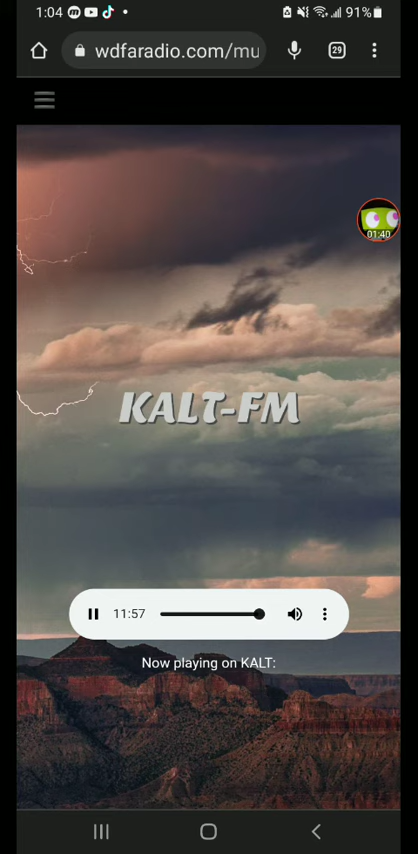 1:04 91%
wdfaradio.com/mu
29
01:40
KALT-FM
11:57
Now playing on KALT: